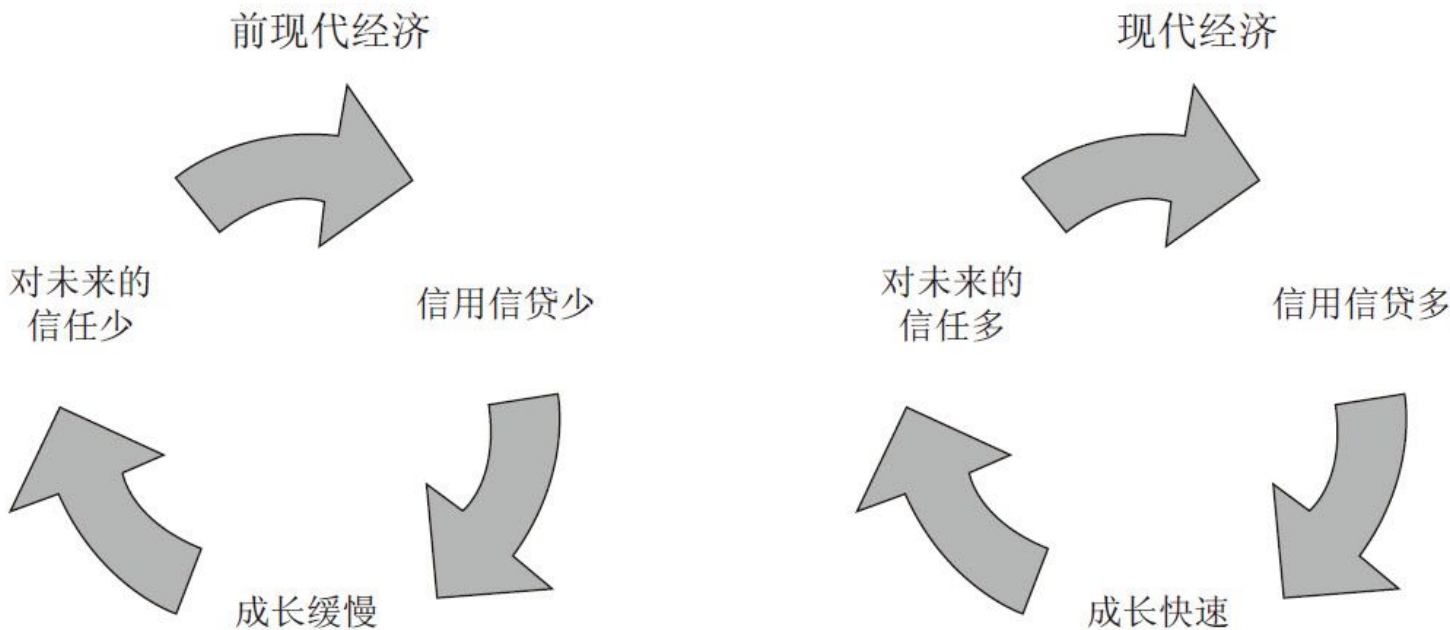 前现代经济
对未来的
信任少
信用信贷少
成长缓慢
现代经济
对未来的
信任多
信用信贷多
成长快速